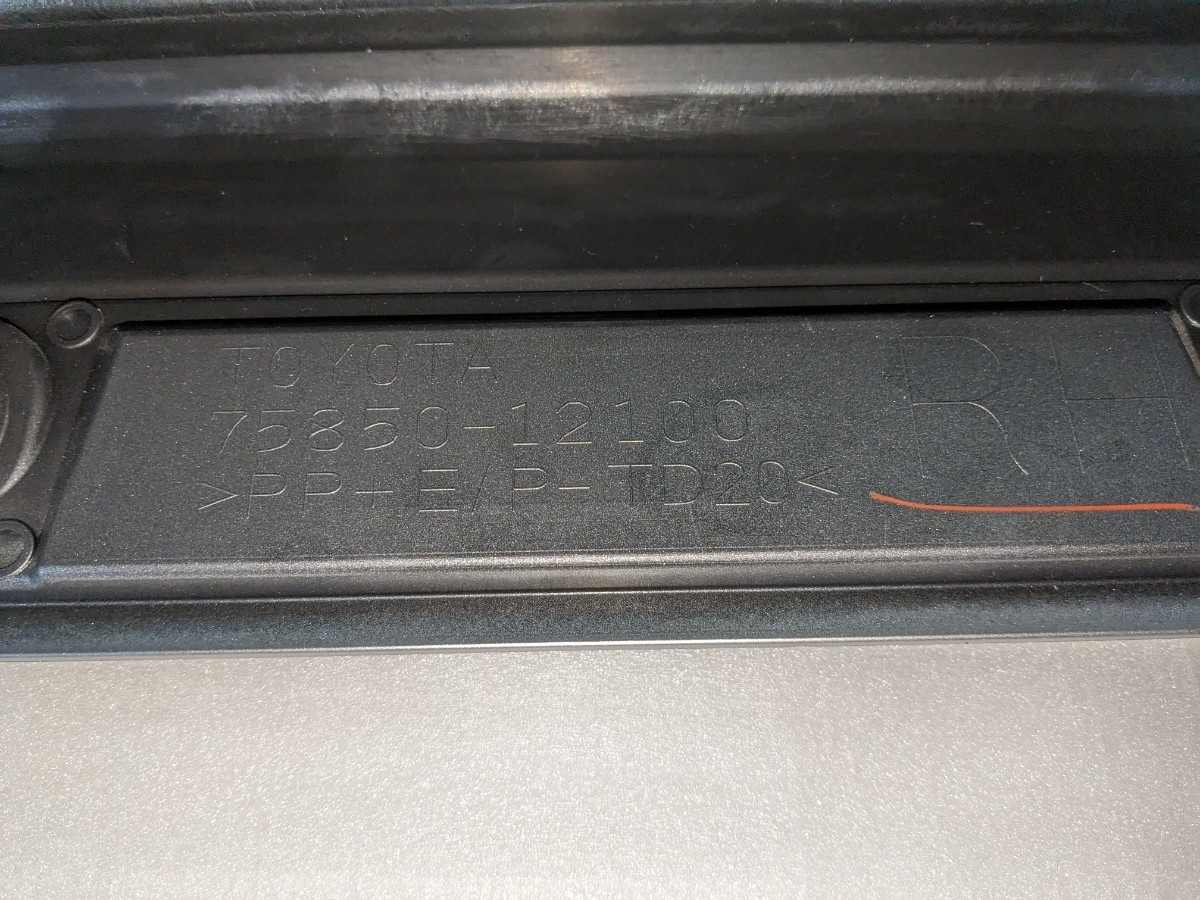 TOYOTA
75850-12100
>PP+E/P-TD20<
RH